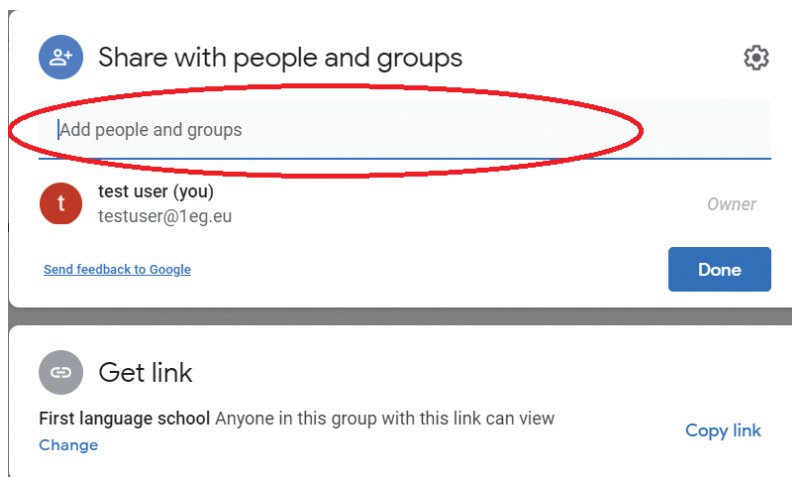 Share with people and groups
Add people and groups
test user (you)
t
testuser@1eg.eu
Owner
Send feedback to Google
Done
Get link
First language school Anyone in this group with this link can view
Change
Copy link